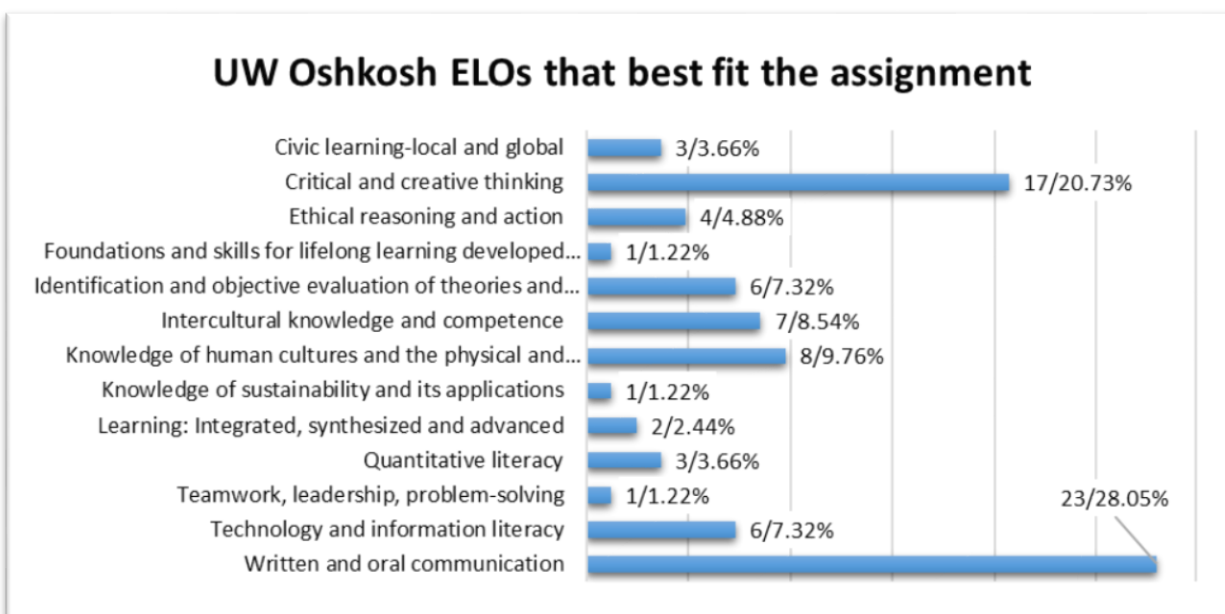 UW Oshkosh ELOs that best fit the assignment
Civic learning-local and global 3/3.66%
Critical and creative thinking 17/20.73%
Ethical reasoning and action 4/4.88%
Foundations and skills for lifelong learning developed... 1/1.22%
Identification and objective evaluation of theories and... 6/7.32%
Intercultural knowledge and competence 7/8.54%
Knowledge of human cultures and the physical and... 8/9.76%
Knowledge of sustainability and its applications 1/1.22%
Learning: Integrated, synthesized and advanced 2/2.44%
Quantitative literacy 3/3.66%
Teamwork, leadership, problem-solving 1/1.22%
23/28.05%
Technology and information literacy 6/7.32%
Written and oral communication